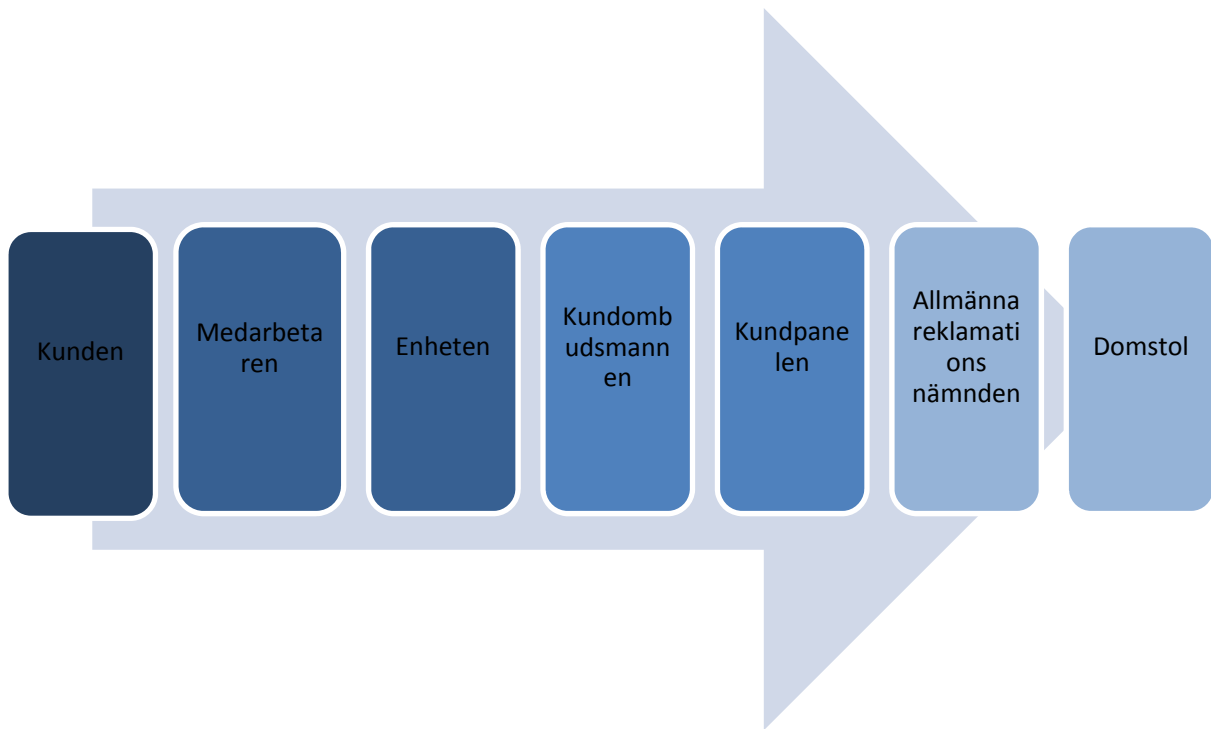 Kunden
Medarbeta
ren
Enheten
Kundomb
udsmann
en
Kundpane
len
Allmänna
reklamati
ons
nämnden
Domstol